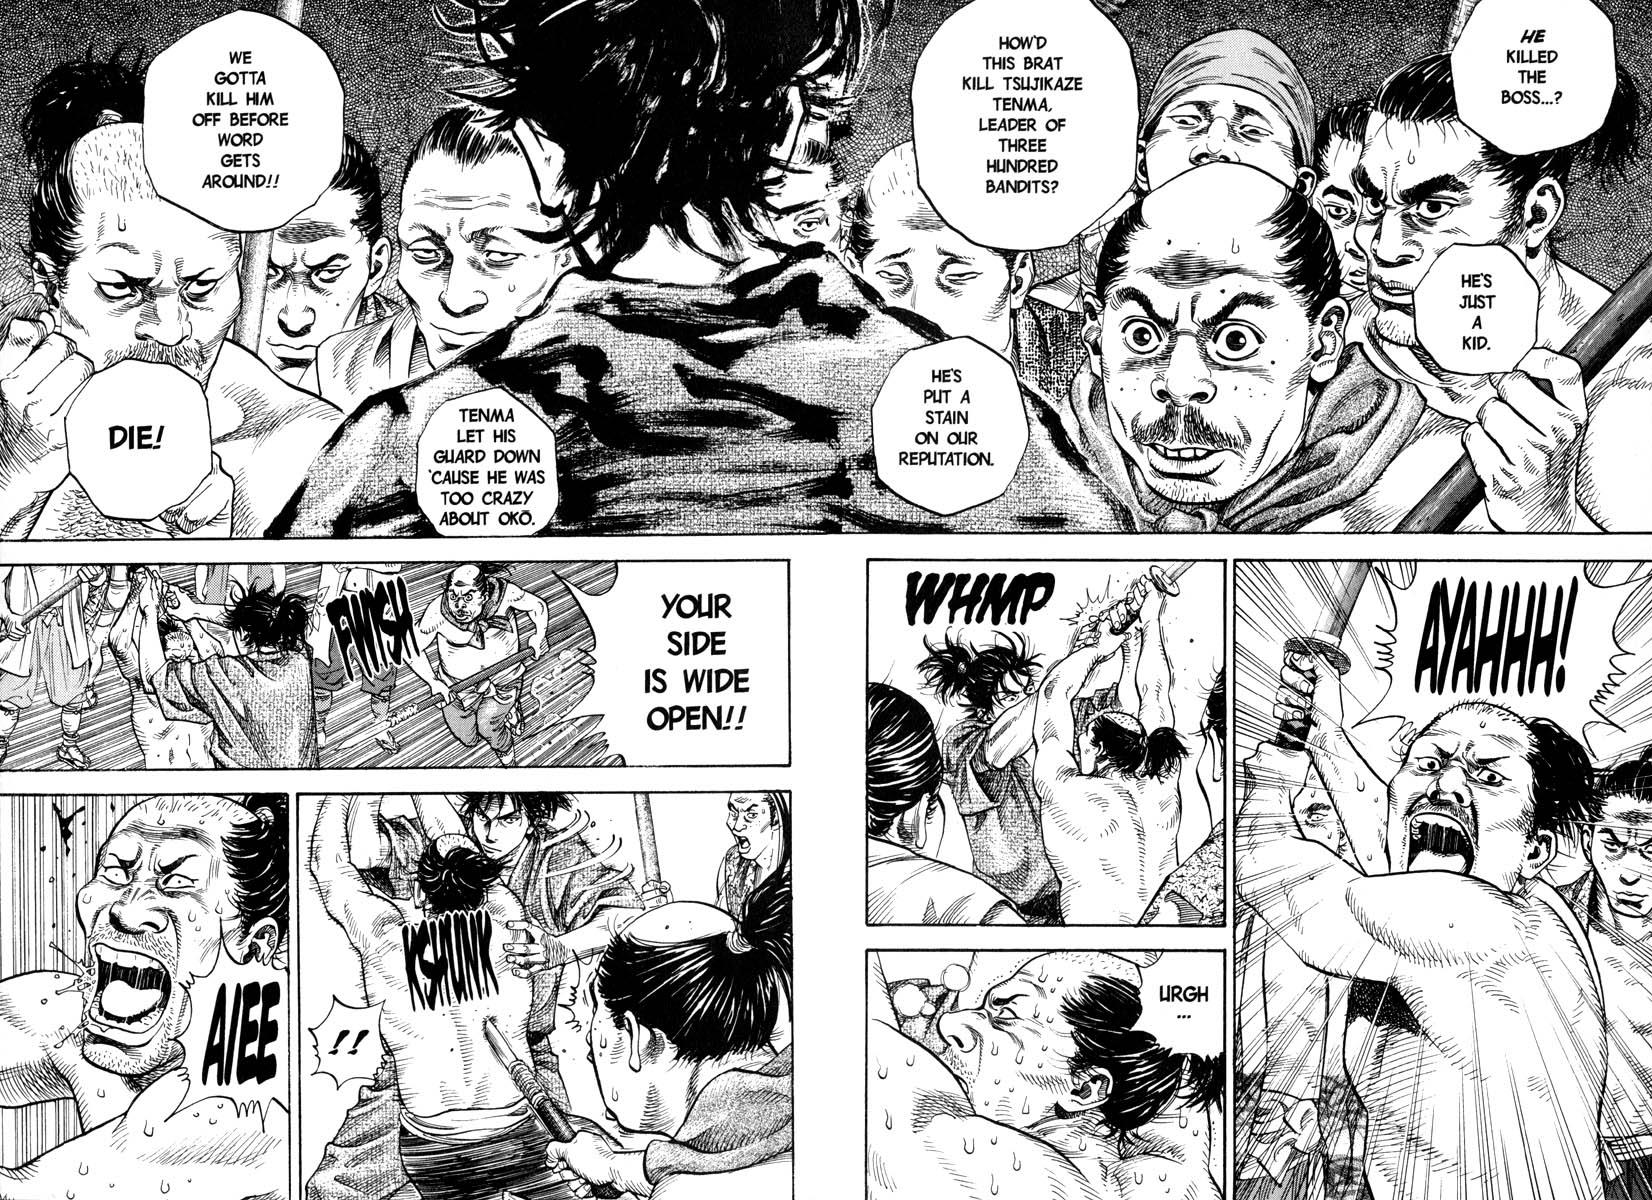 HE
KILLED
THE
BOSS...?
HE'S
JUST
A
KID.
HOW'D
THIS BRAT
KILL TSUJIKAZE
TENMA,
LEADER OF
THREE
HUNDRED
BANDITS?
HE'S
PUT A
STAIN
ON OUR
REPUTATION.
TENMA
LET HIS
GUARD DOWN
'CAUSE HE WAS
TOO CRAZY
ABOUT OKŌ.
WE
GOTTA
KILL HIM
OFF BEFORE
WORD
GETS
AROUND!!
DIE!
AYAHHH!
WHMP
URGH
...
YOUR
SIDE
IS WIDE
OPEN!!
FWISH
KSHUNK
!!
AIEE